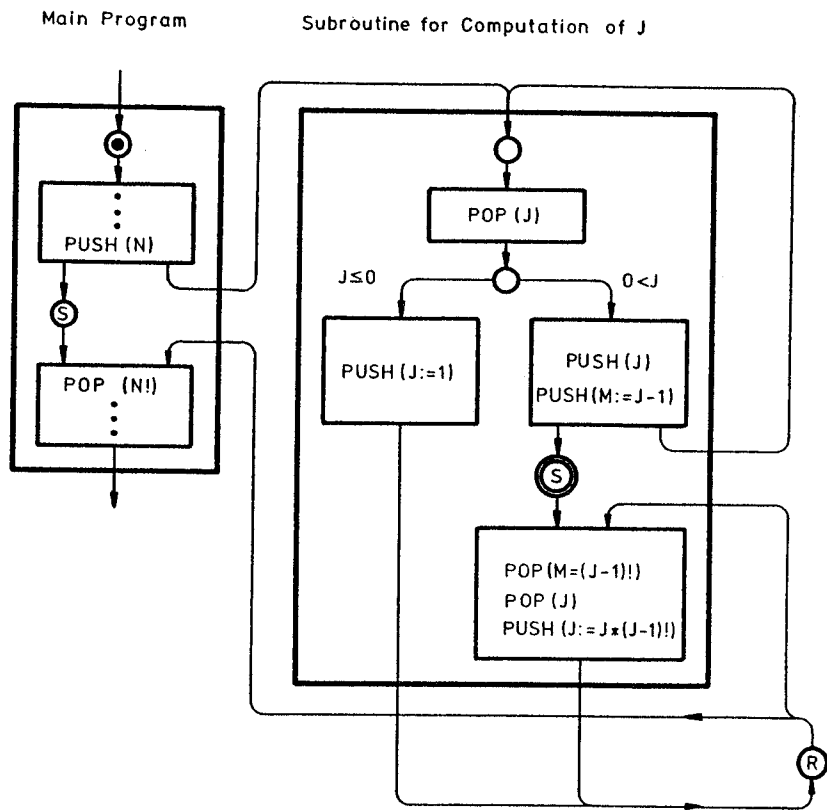 Main Program
Subroutine for Computation of J
PUSH (N)
S
POP (N!)
POP (J)
J≤0
0<J
PUSH (J:=1)
PUSH (J)
PUSH (M:=J-1)
S
POP (M=(J-1)!)
POP (J)
PUSH (J:=J*(J-1)!)
R